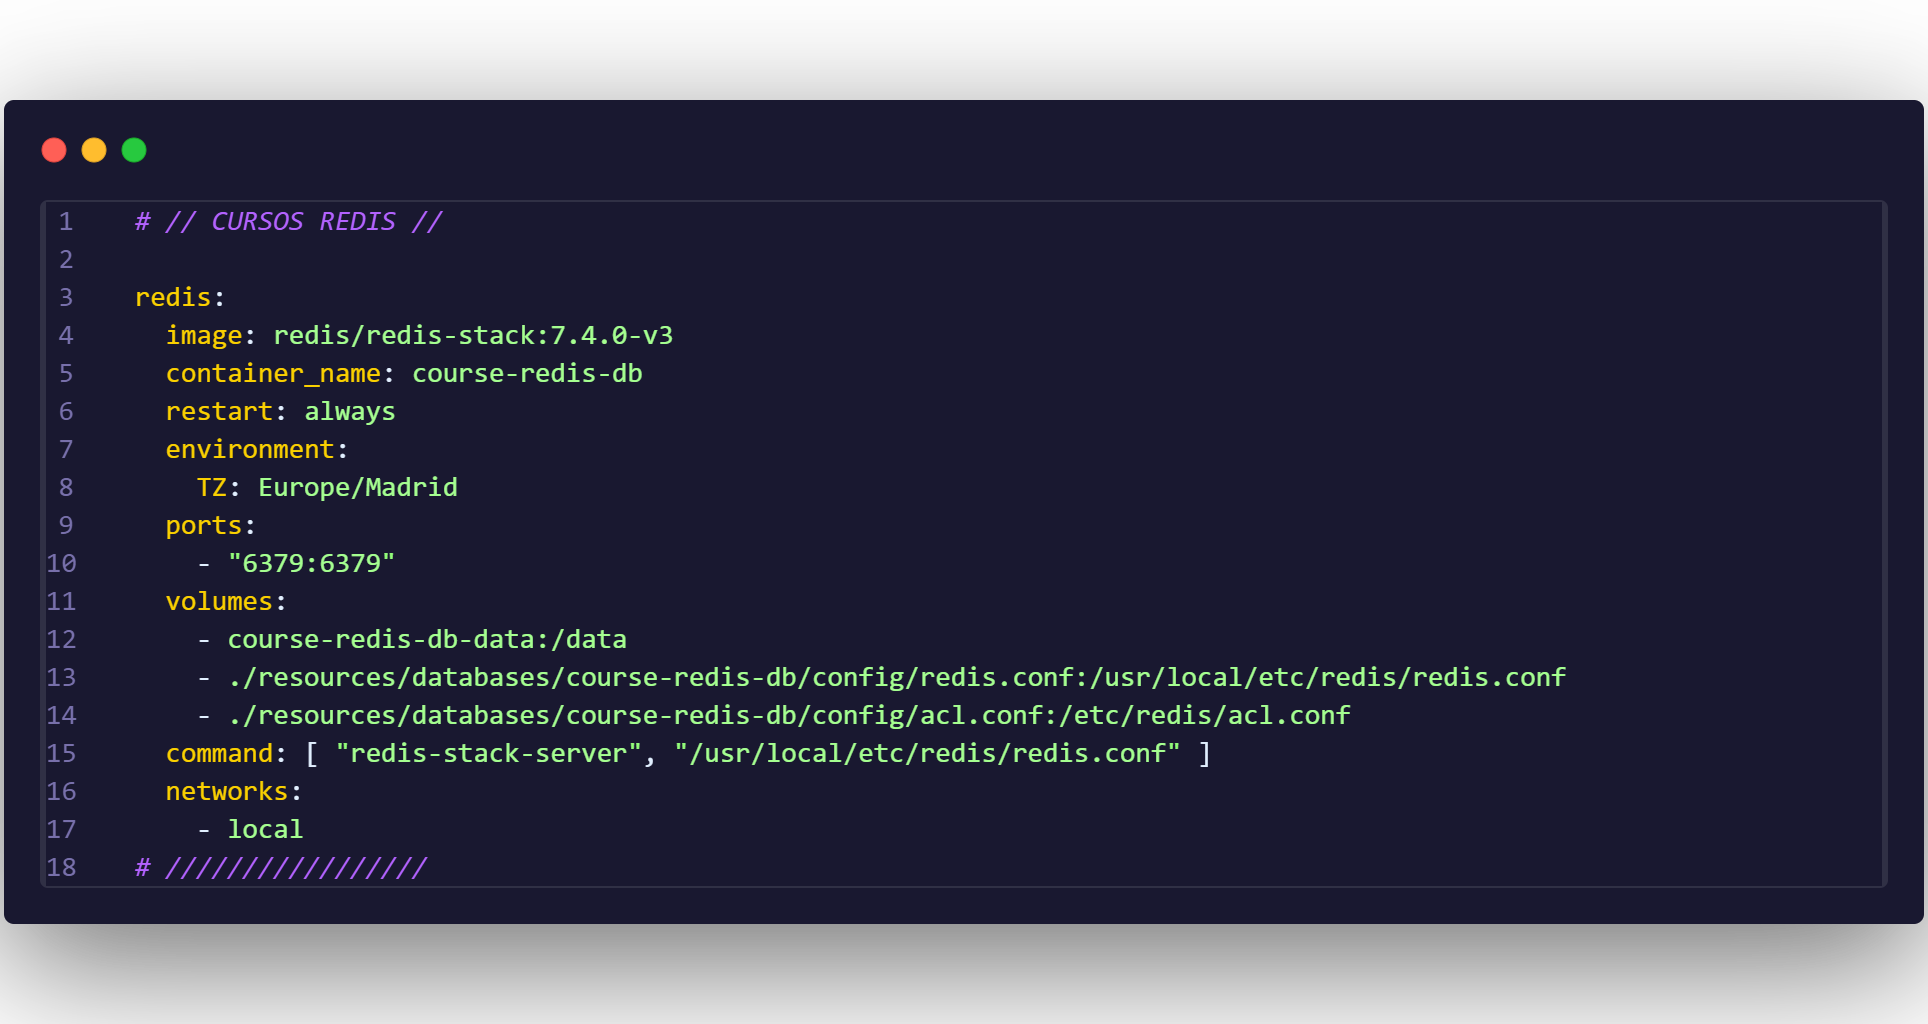 1 # // CURSOS REDIS //
2
3 redis:
4   image: redis/redis-stack:7.4.0-v3
5   container_name: course-redis-db
6   restart: always
7   environment:
8     TZ: Europe/Madrid
9   ports:
10     - "6379:6379"
11   volumes:
12     - course-redis-db-data:/data
13     - ./resources/databases/course-redis-db/config/redis.conf:/usr/local/etc/redis/redis.conf
14     - ./resources/databases/course-redis-db/config/acl.conf:/etc/redis/acl.conf
15   command: [ "redis-stack-server", "/usr/local/etc/redis/redis.conf" ]
16   networks:
17     - local
18 # /////////////////